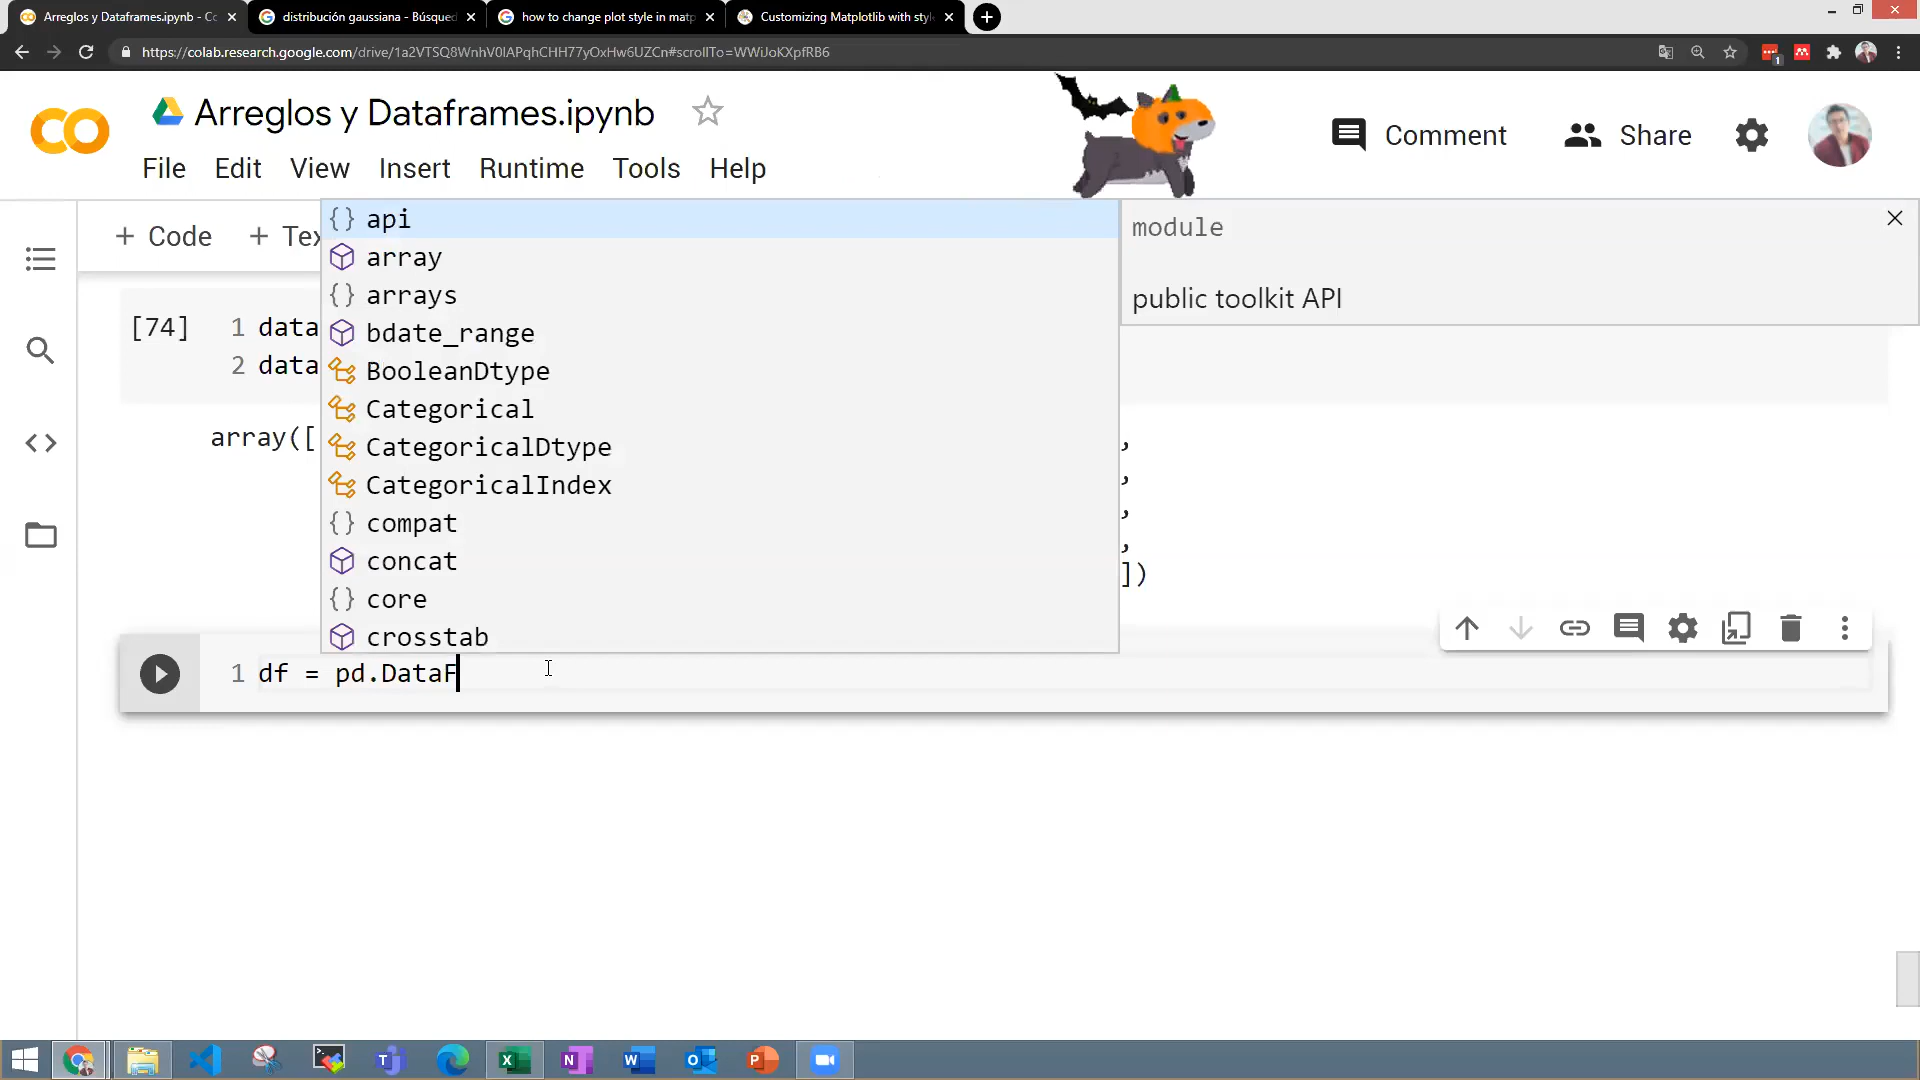 Arreglos y Dataframes.ipynb - Cc
distribución gaussiana - Búsqued
how to change plot style in matp
Customizing Matplotlib with styl
https://colab.research.google.com/drive/1a2VTSQ8WnhV0lAPqhCHH77yOxHw6UZCn#scrollTo=WWiJoKXpfRB6
Arreglos y Dataframes.ipynb
Comment
Share
File Edit View Insert Runtime Tools Help
+ Code + Tex
api
module
public toolkit API
array
arrays
bdate_range
BooleanDtype
Categorical
CategoricalDtype
CategoricalIndex
compat
concat
core
crosstab
[74] 1 data
2 data
array([
,
,
,
,
])
1 df = pd.DataF